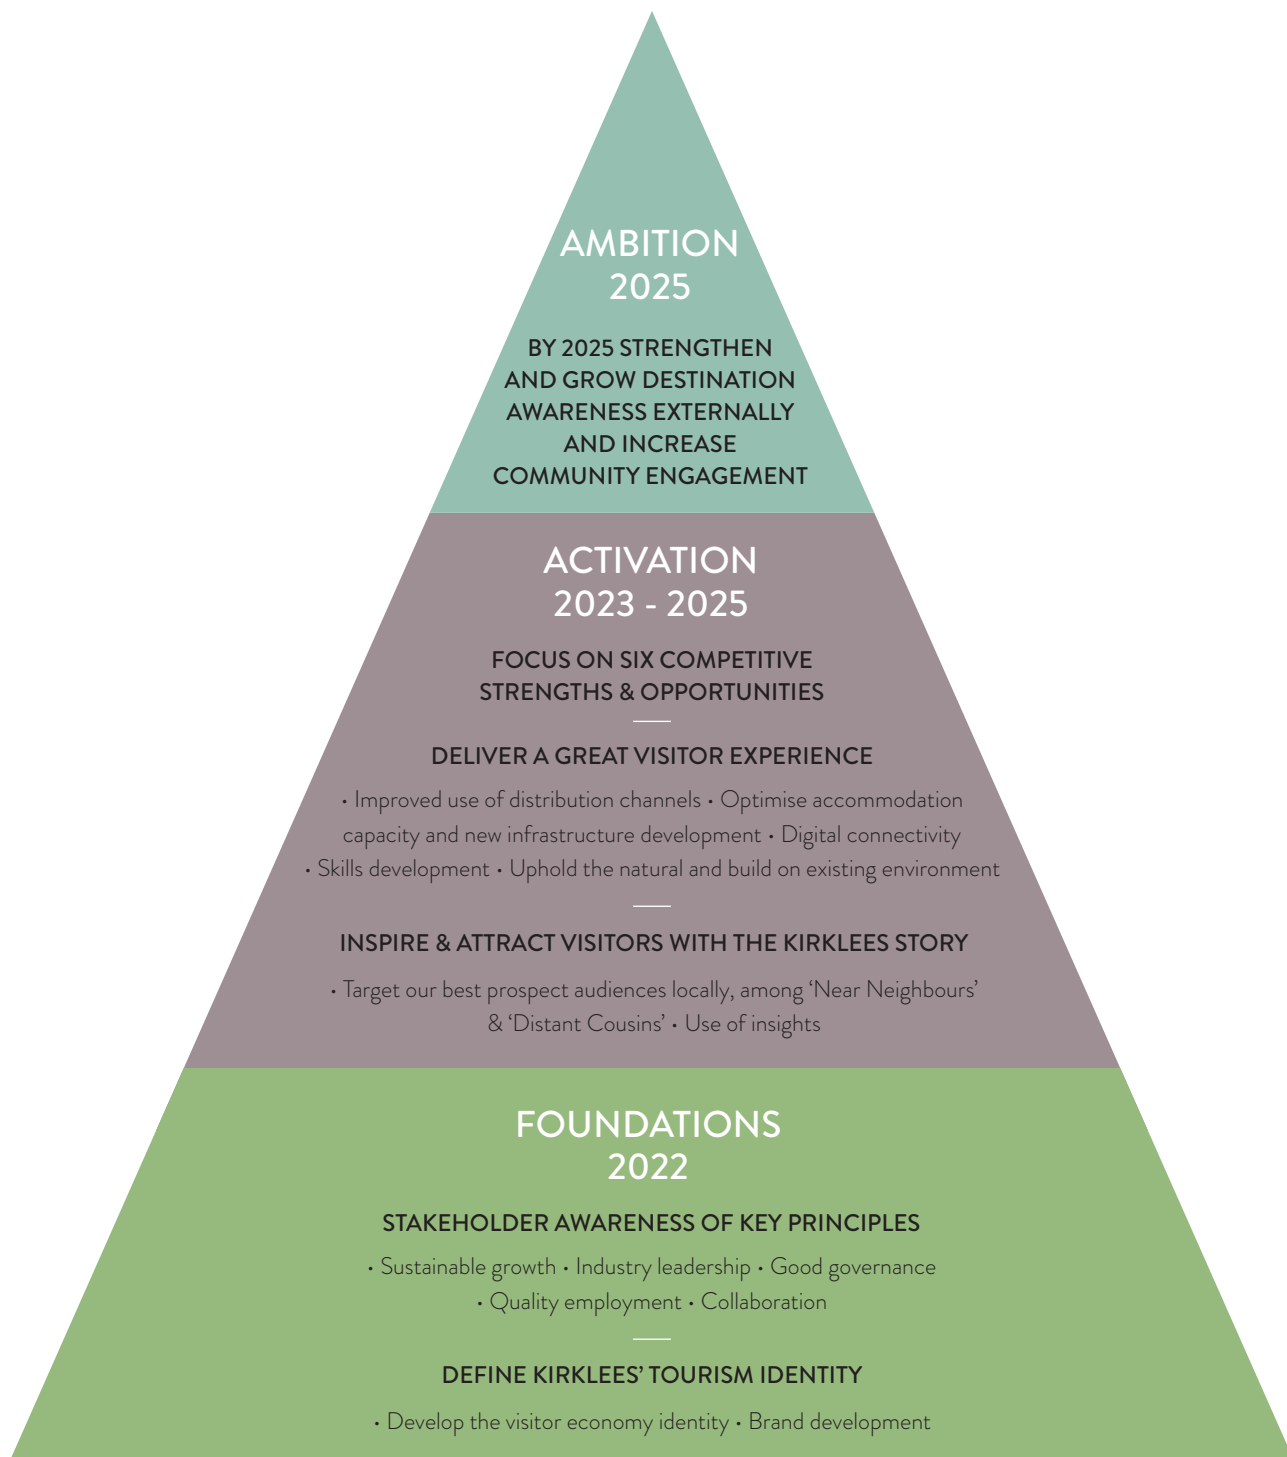 AMBITION
2025
BY 2025 STRENGTHEN
AND GROW DESTINATION
AWARENESS EXTERNALLY
AND INCREASE
COMMUNITY ENGAGEMENT
ACTIVATION
2023 - 2025
FOCUS ON SIX COMPETITIVE
STRENGTHS & OPPORTUNITIES
DELIVER A GREAT VISITOR EXPERIENCE
• Improved use of distribution channels • Optimise accommodation
capacity and new infrastructure development • Digital connectivity
• Skills development • Uphold the natural and build on existing environment
INSPIRE & ATTRACT VISITORS WITH THE KIRKLEES STORY
• Target our best prospect audiences locally, among ‘Near Neighbours’
& ‘Distant Cousins’ • Use of insights
FOUNDATIONS
2022
STAKEHOLDER AWARENESS OF KEY PRINCIPLES
• Sustainable growth • Industry leadership • Good governance
• Quality employment • Collaboration
DEFINE KIRKLEES’ TOURISM IDENTITY
• Develop the visitor economy identity • Brand development